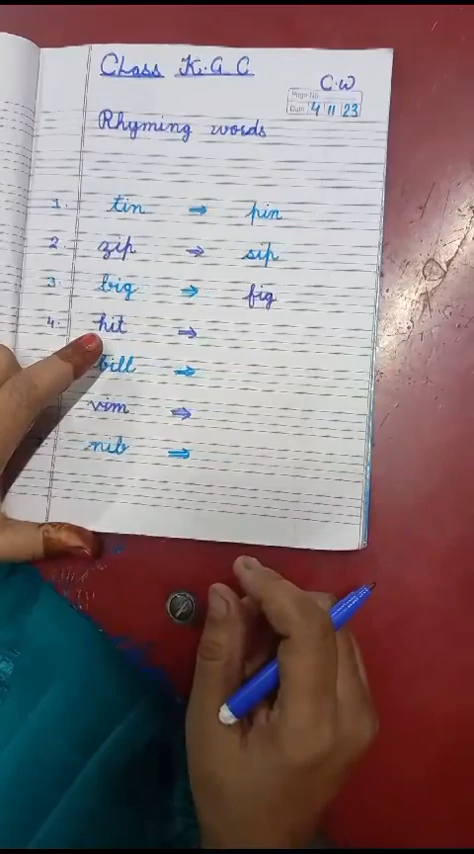 Class K.G C
C.W
Page No
Date 4 11 23
Rhyming words
1. tin → pin
2 zip ⇒ sip
3. big → fig
4. hit ⇒
bill →
vim ⇒
nib →